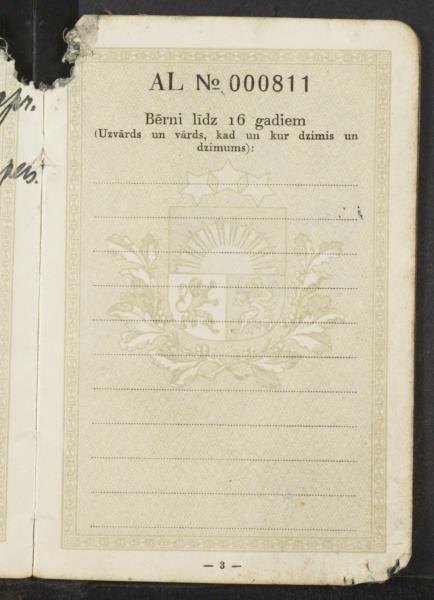 AL № 000811
Bērni līdz 16 gadiem
(Uzvārds un vārds, kad un kur dzimis un
dzimums):
— 3 —